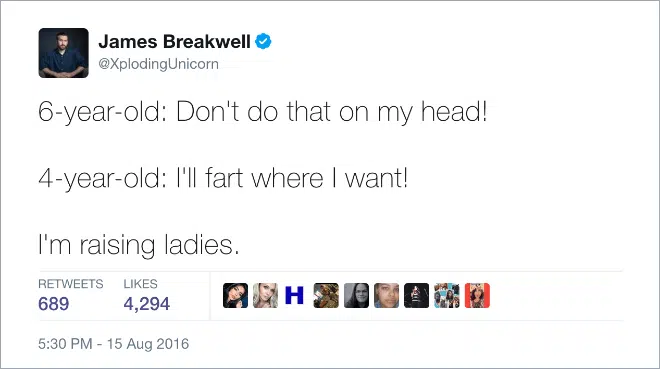 James Breakwell
@XplodingUnicorn
6-year-old: Don't do that on my head!
4-year-old: I'll fart where I want!
I'm raising ladies.
RETWEETS LIKES
689 4,294
H
5:30 PM - 15 Aug 2016